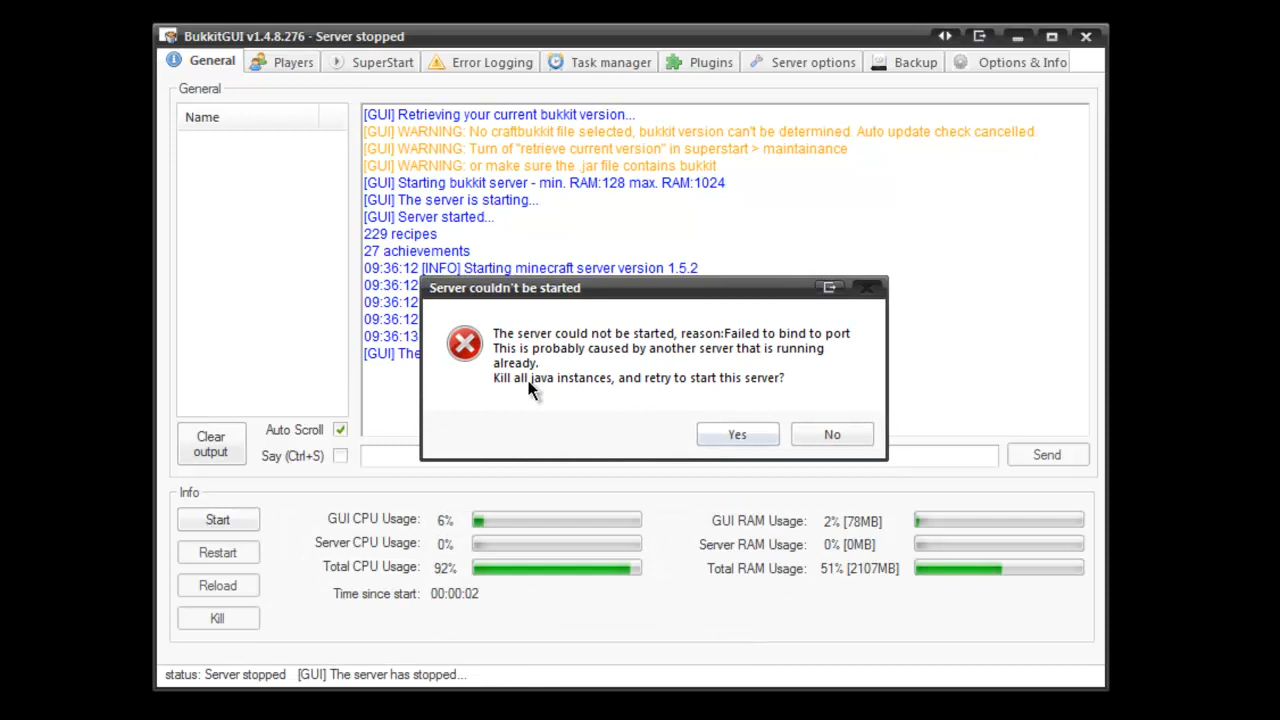 BukkitGUI v1.4.8.276 - Server stopped
General
Players
SuperStart
Error Logging
Task manager
Plugins
Server options
Backup
Options & Info
General
Name
[GUI] Retrieving your current bukkit version...
[GUI] WARNING: No craftbukkit file selected, bukkit version can't be determined Auto update check cancelled
[GUI] WARNING: Turn of "retrieve current version" in superstart > maintainance
[GUI] WARNING: or make sure the .jar file contains bukkit
[GUI] Starting bukkit server - min. RAM:128 max. RAM:1024
[GUI] The server is starting...
[GUI] Server started...
229 recipes
27 achievements
09:36:12 [INFO] Starting minecraft server version 1.5.2
09:36:12
09:36:12
09:36:12
09:36:13
[GUI] The
Server couldn't be started
The server could not be started, reason:Failed to bind to port
This is probably caused by another server that is running
already.
Kill all java instances, and retry to start this server?
Yes
No
Clear
output
Auto Scroll
Say (Ctrl+S)
Send
Info
Start
Restart
Reload
Kill
GUI CPU Usage: 6%
Server CPU Usage: 0%
Total CPU Usage: 92%
Time since start: 00:00:02
GUI RAM Usage: 2% [78MB]
Server RAM Usage: 0% [0MB]
Total RAM Usage: 51% [2107MB]
status: Server stopped [GUI] The server has stopped...